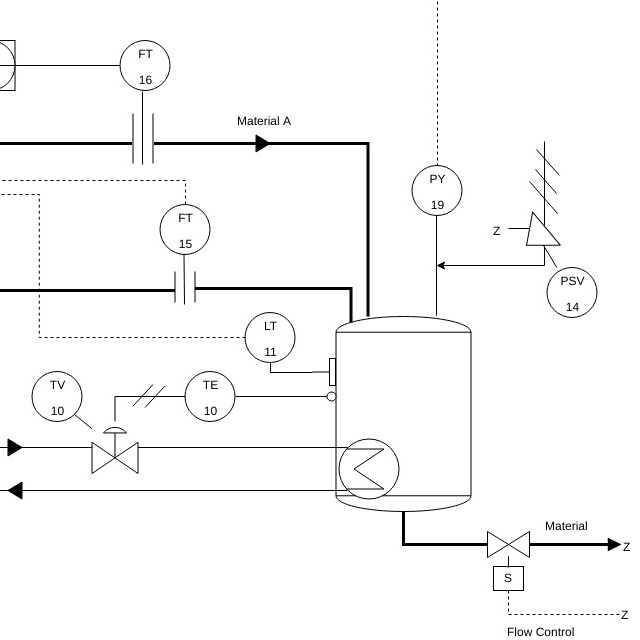 FT
16
Material A
PY
19
FT
15
Z
PSV
14
LT
11
TV
10
TE
10
Material
Z
S
Z
Flow Control